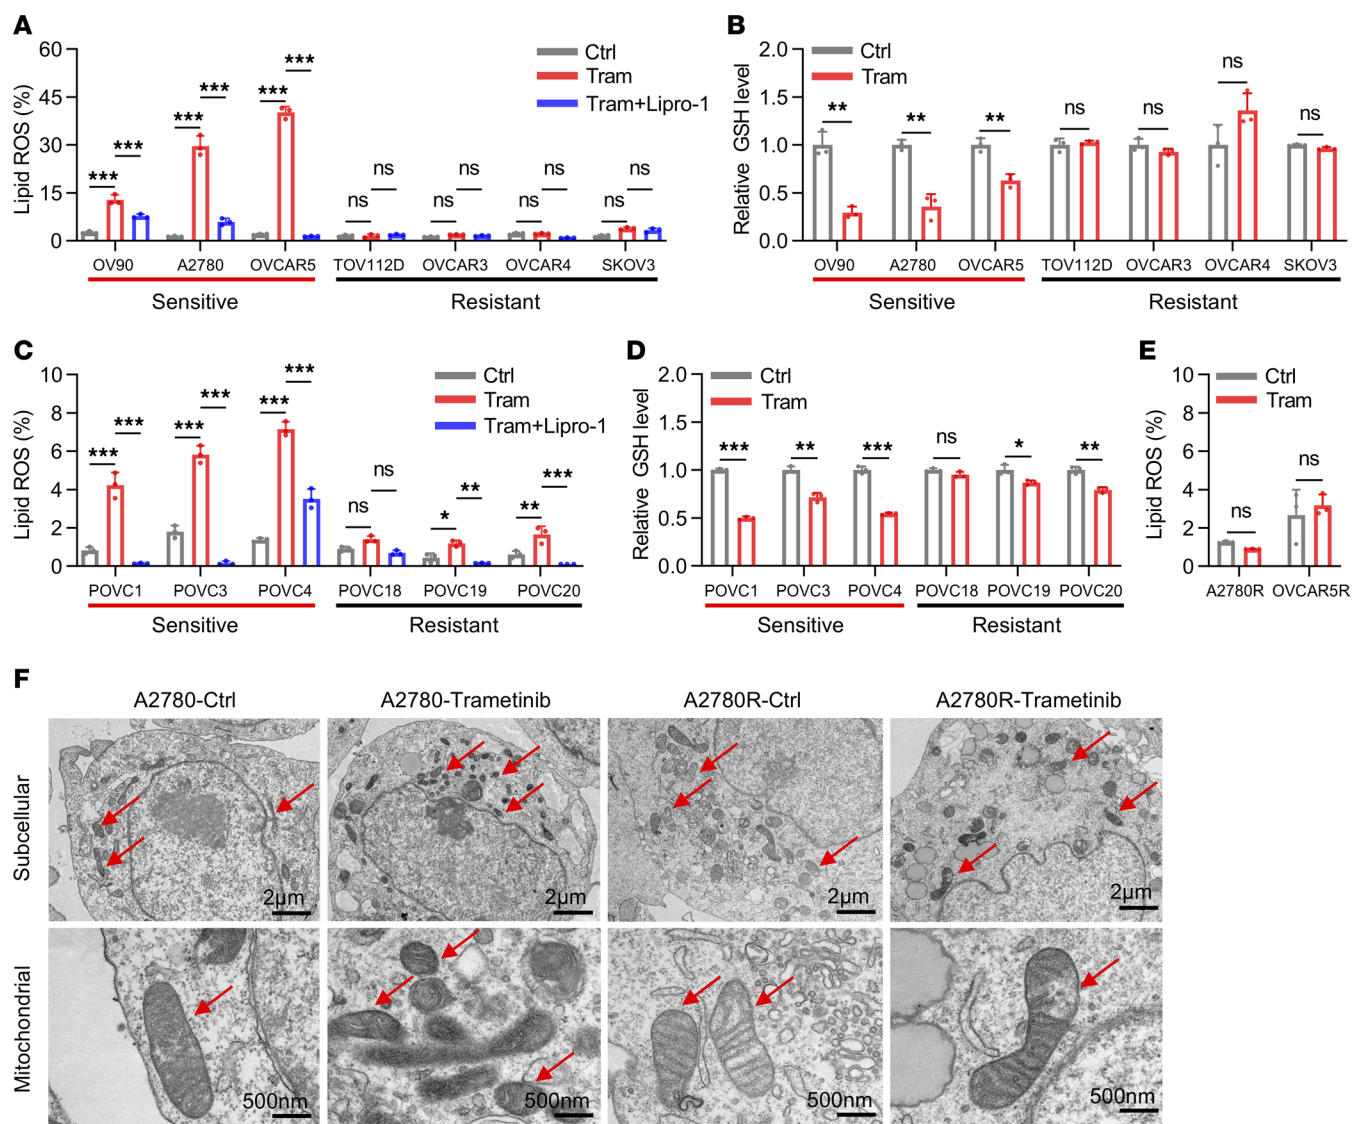 A
Lipid ROS (%)
60
45
30
15
0
Ctrl
Tram
Tram+Lipro-1
*** *** *** *** *** ***
ns ns ns ns ns ns ns ns
OV90 A2780 OVCAR5 TOV112D OVCAR3 OVCAR4 SKOV3
Sensitive Resistant
B
Relative GSH level
2.0
1.5
1.0
0.5
0.0
Ctrl
Tram
** ** ** ns ns ns ns
OV90 A2780 OVCAR5 TOV112D OVCAR3 OVCAR4 SKOV3
Sensitive Resistant
C
Lipid ROS (%)
10
8
6
4
2
0
Ctrl
Tram
Tram+Lipro-1
*** *** *** *** *** *** ns ns * ** ** ***
POVC1 POVC3 POVC4 POVC18 POVC19 POVC20
Sensitive Resistant
D
Relative GSH level
2.0
1.5
1.0
0.5
0.0
Ctrl
Tram
*** ** *** ns * **
POVC1 POVC3 POVC4 POVC18 POVC19 POVC20
Sensitive Resistant
E
Lipid ROS (%)
10
8
6
4
2
0
Ctrl
Tram
ns ns
A2780R OVCAR5R
F
A2780-Ctrl A2780-Trametinib A2780R-Ctrl A2780R-Trametinib
Subcellular
2μm 2μm 2μm 2μm
Mitochondrial
500nm 500nm 500nm 500nm